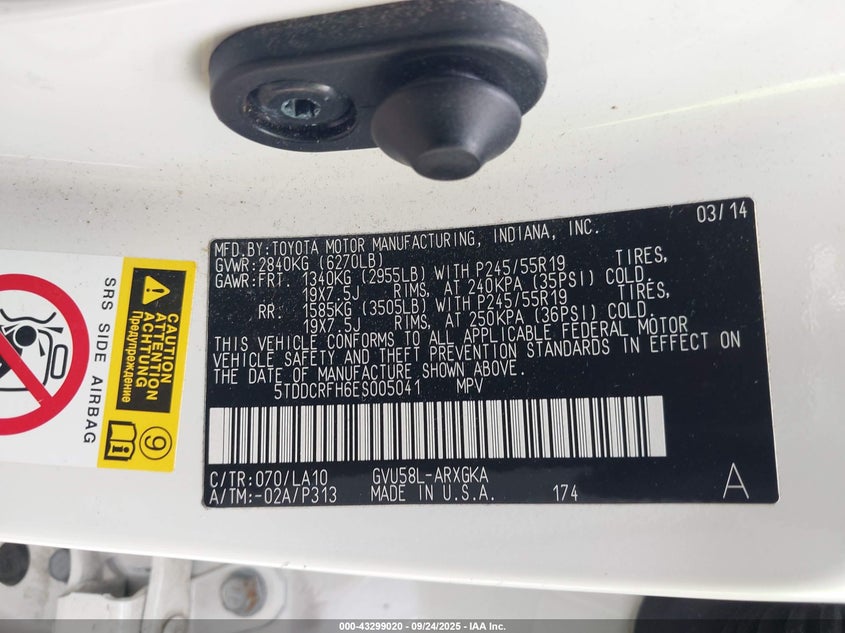 03/14
MFD.BY:TOYOTA MOTOR MANUFACTURING, INDIANA, INC.
GVWR:2840KG (6270LB)
GAWR:FRT. 1340KG (2955LB) WITH P245/55R19 TIRES,
19X7.5J RIMS, AT 240KPA (35PSI) COLD.
RR: 1585KG (3505LB) WITH P245/55R19 TIRES,
19X7.5J RIMS, AT 250KPA (36PSI) COLD.
THIS VEHICLE CONFORMS TO ALL APPLICABLE FEDERAL MOTOR
VEHICLE SAFETY AND THEFT PREVENTION STANDARDS IN EFFECT ON
THE DATE OF MANUFACTURE SHOWN ABOVE.
5TDDCRFH6ES005041 MPV
C/TR:070/LA10 GVU58L-ARXGKA
A/TM:-02A/P313 MADE IN U.S.A. 174 A
SRS SIDE AIRBAG
CAUTION
ATTENTION
ACHTUNG
Предупреждение
9
000-43299020 - 09/24/2025 - IAA Inc.